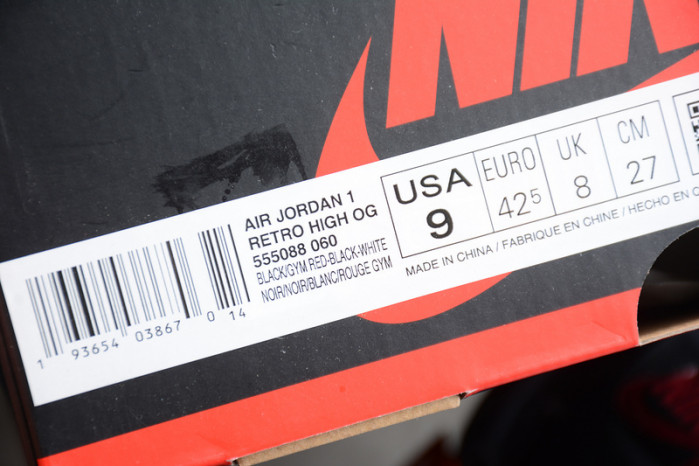 NIK
AIR JORDAN 1
RETRO HIGH OG
555088 060
BLACK/GYM RED-BLACK-WHITE
NOIR/NOIR/BLANC/ROUGE GYM
1 93654 03867 0 14
USA
9
EURO
425
UK
8
CM
27
MADE IN CHINA / FABRIQUE EN CHINE / HECHO EN C